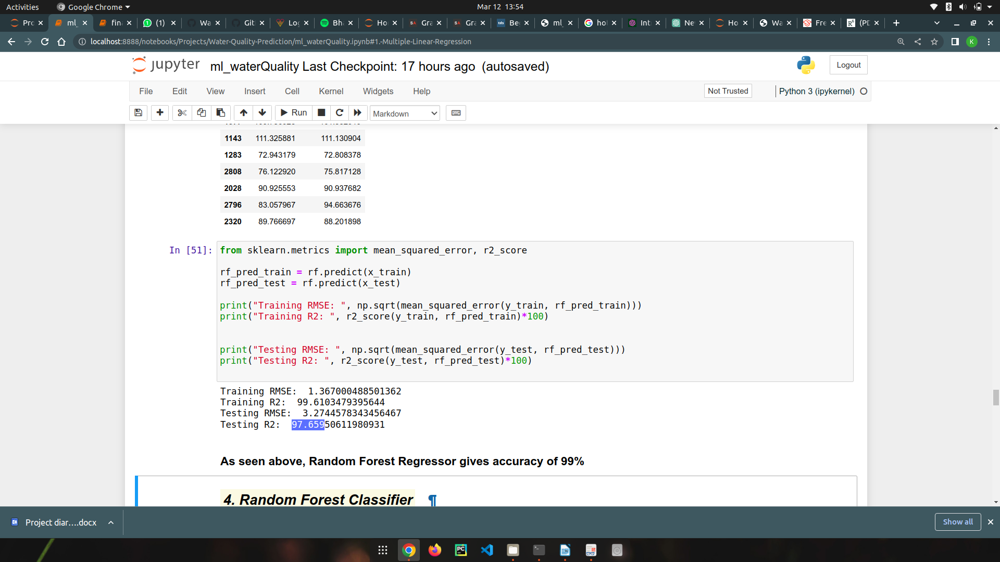 Activities Google Chrome Mar 12 13:54
Pro ml_ fin (1) Wa Git Log Bha Ho Gra Gra Be ml_ ho Int Ne Ho Wa Fre (PD
localhost:8888/notebooks/Projects/Water-Quality-Prediction/ml_waterQuality.ipynb#1.-Multiple-Linear-Regression K
jupyter ml_waterQuality Last Checkpoint: 17 hours ago (autosaved) Logout
File Edit View Insert Cell Kernel Widgets Help Not Trusted Python 3 (ipykernel)
Run Markdown
1143 111.325881 111.130904
1283 72.943179 72.808378
2808 76.122920 75.817128
2028 90.925553 90.937682
2796 83.057967 94.663676
2320 89.766697 88.201898
In [51]: from sklearn.metrics import mean_squared_error, r2_score
rf_pred_train = rf.predict(x_train)
rf_pred_test = rf.predict(x_test)
print("Training RMSE: ", np.sqrt(mean_squared_error(y_train, rf_pred_train)))
print("Training R2: ", r2_score(y_train, rf_pred_train)*100)
print("Testing RMSE: ", np.sqrt(mean_squared_error(y_test, rf_pred_test)))
print("Testing R2: ", r2_score(y_test, rf_pred_test)*100)
Training RMSE:  1.367000488501362
Training R2:  99.6103479395644
Testing RMSE:  3.2744578343456467
Testing R2:  97.65950611980931
As seen above, Random Forest Regressor gives accuracy of 99%
4. Random Forest Classifier ¶
Project diar....docx Show all